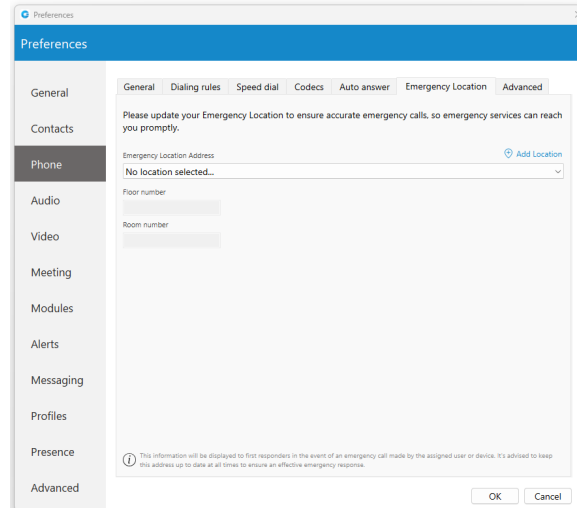 Preferences
Preferences
General
Contacts
Phone
Audio
Video
Meeting
Modules
Alerts
Messaging
Profiles
Presence
Advanced
General Dialing rules Speed dial Codecs Auto answer Emergency Location Advanced
Please update your Emergency Location to ensure accurate emergency calls, so emergency services can reach
you promptly.
Emergency Location Address
Add Location
No location selected...
Floor number
Room number
This information will be displayed to first responders in the event of an emergency call made by the assigned user or device. It's advised to keep
this address up to date at all times to ensure an effective emergency response.
OK Cancel